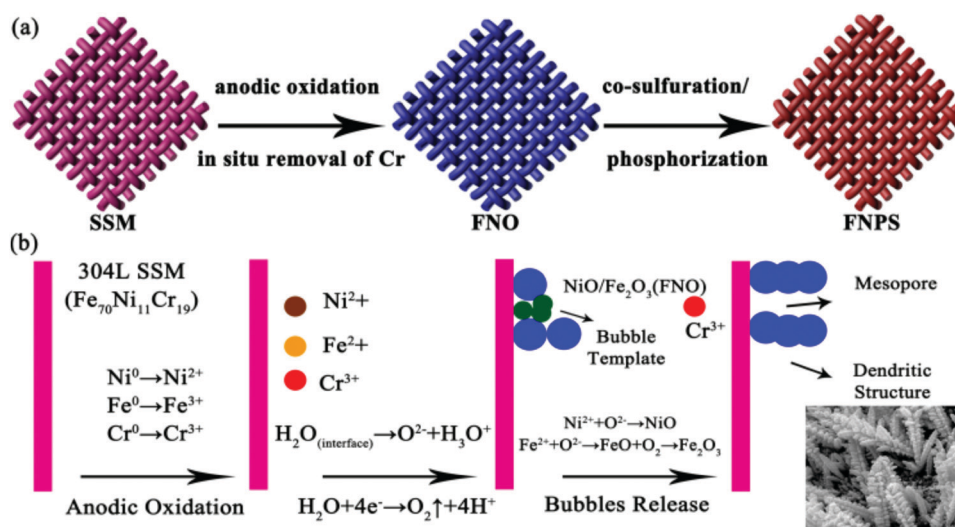 (a)
anodic oxidation
in situ removal of Cr
co-sulfuration/
phosphorization
SSM
FNO
FNPS
(b)
304L SSM
(Fe₇₀Ni₁₁Cr₁₉)
Ni⁰→Ni²⁺
Fe⁰→Fe³⁺
Cr⁰→Cr³⁺
Anodic Oxidation
Ni²⁺
Fe²⁺
Cr³⁺
H₂O₍interface₎→O²⁻+H₃O⁺
H₂O+4e⁻→O₂↑+4H⁺
NiO/Fe₂O₃(FNO)
Cr³⁺
Bubble
Template
Ni²⁺+O²⁻→NiO
Fe²⁺+O²⁻→FeO+O₂→Fe₂O₃
Bubbles Release
Mesopore
Dendritic
Structure